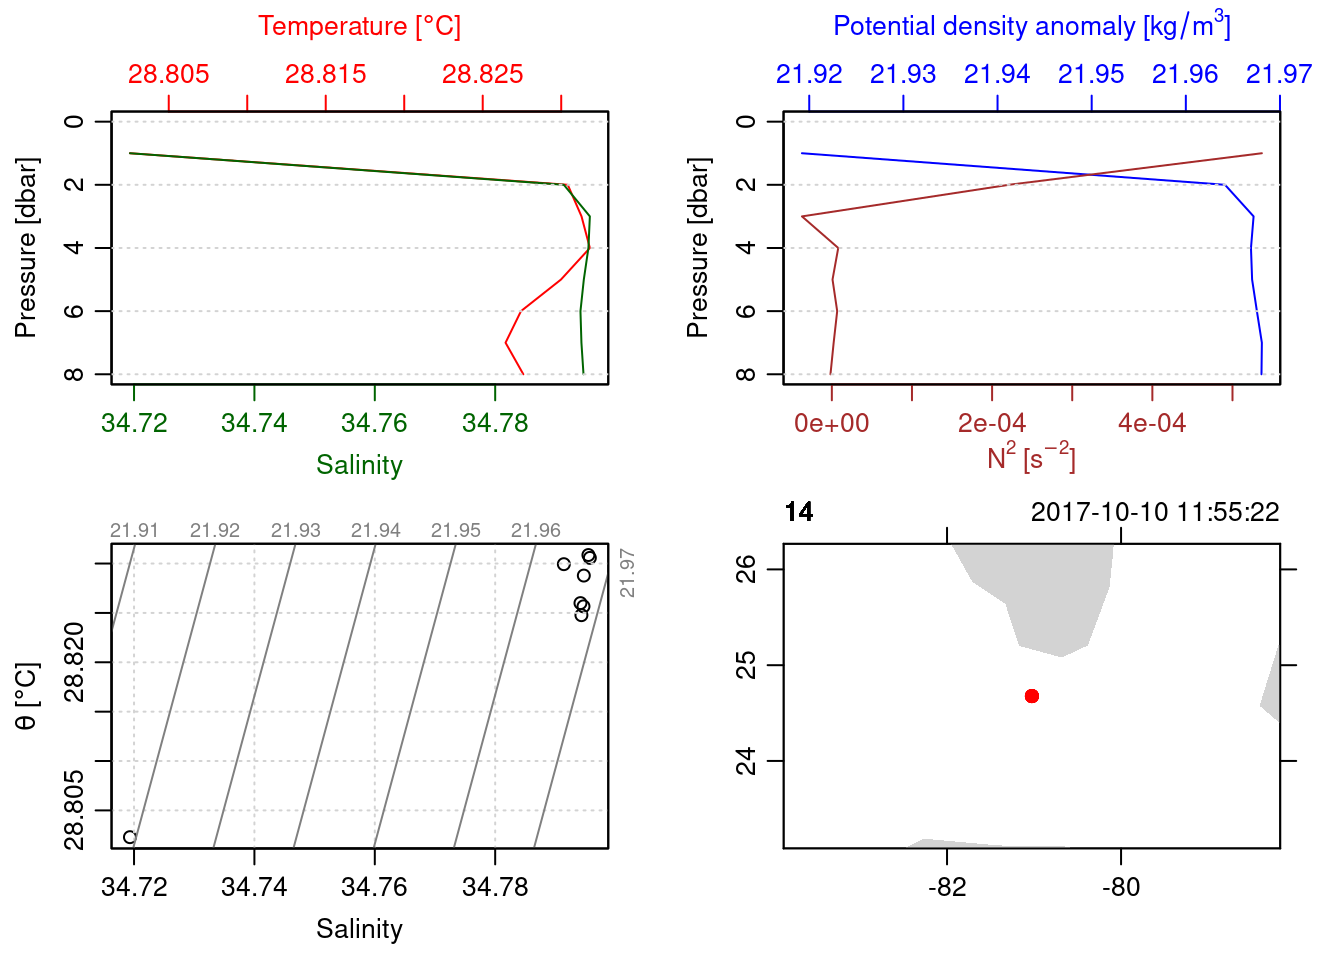 Temperature [°C]
28.805 28.815 28.825
0
2
4
6
8
Pressure [dbar]
34.72 34.74 34.76 34.78
Salinity
Potential density anomaly [kg/m³]
21.92 21.93 21.94 21.95 21.96 21.97
0
2
4
6
8
Pressure [dbar]
0e+00 2e-04 4e-04
N² [s⁻²]
21.91 21.92 21.93 21.94 21.95 21.96
21.97
28.820
28.805
θ [°C]
34.72 34.74 34.76 34.78
Salinity
14 2017-10-10 11:55:22
26
25
24
-82 -80